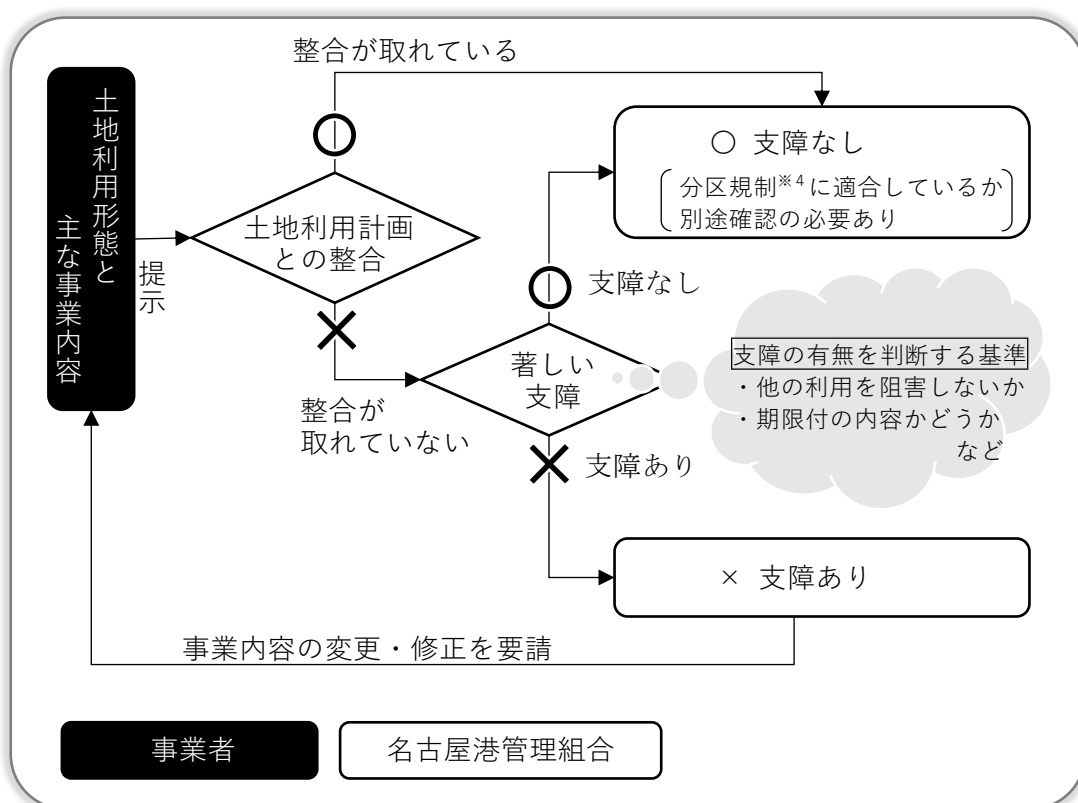 整合が取れている
土地利用形態と
主な事業内容
提示
土地利用計画
との整合
○ 支障なし
分区規制※4に適合しているか
別途確認の必要あり
支障なし
著しい
支障
支障の有無を判断する基準
・他の利用を阻害しないか
・期限付の内容かどうか
など
整合が
取れていない
支障あり
× 支障あり
事業内容の変更・修正を要請
事業者
名古屋港管理組合